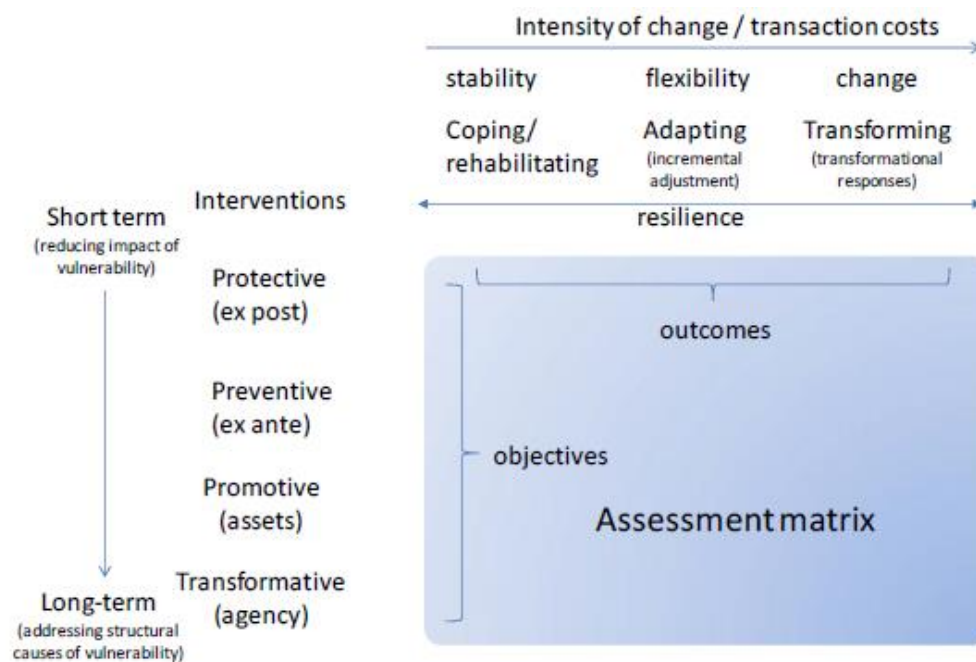 Intensity of change / transaction costs
stability flexibility change
Coping/ Adapting Transforming
rehabilitating (incremental (transformational
adjustment) responses)
Interventions
resilience
Short term
(reducing impact of
vulnerability)
Protective
(ex post)
outcomes
Preventive
(ex ante)
objectives
Promotive
(assets)
Assessment matrix
Transformative
(agency)
Long-term
(addressing structural
causes of vulnerability)